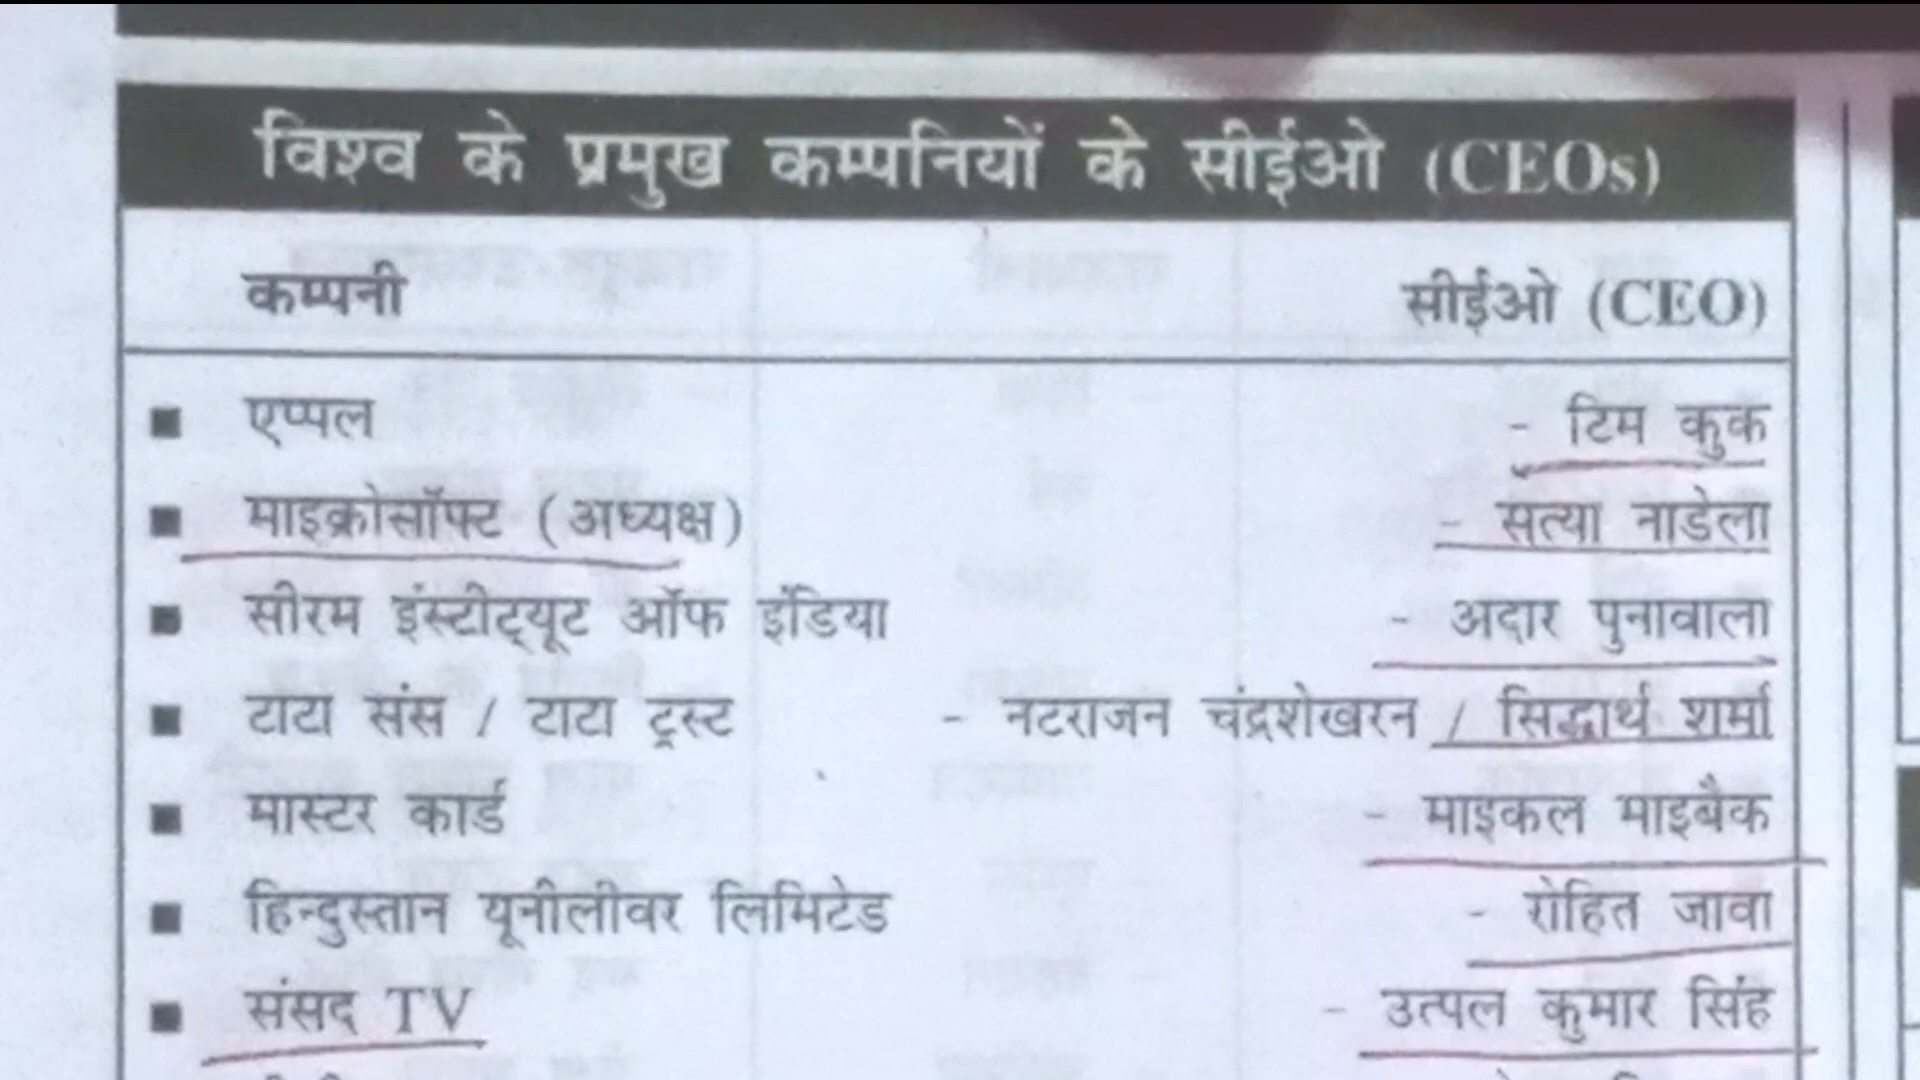 विश्व के प्रमुख कम्पनियों के सीईओ (CEOs)
कम्पनी सीईओ (CEO)
■ एप्पल - टिम कुक
■ माइक्रोसॉफ्ट (अध्यक्ष) - सत्या नाडेला
■ सीरम इंस्टीट्यूट ऑफ इंडिया - अदार पुनावाला
■ टाटा संस / टाटा ट्रस्ट - नटराजन चंद्रशेखरन / सिद्धार्थ शर्मा
■ मास्टर कार्ड - माइकल माइबैक
■ हिन्दुस्तान यूनीलीवर लिमिटेड - रोहित जावा
■ संसद TV - उत्पल कुमार सिंह